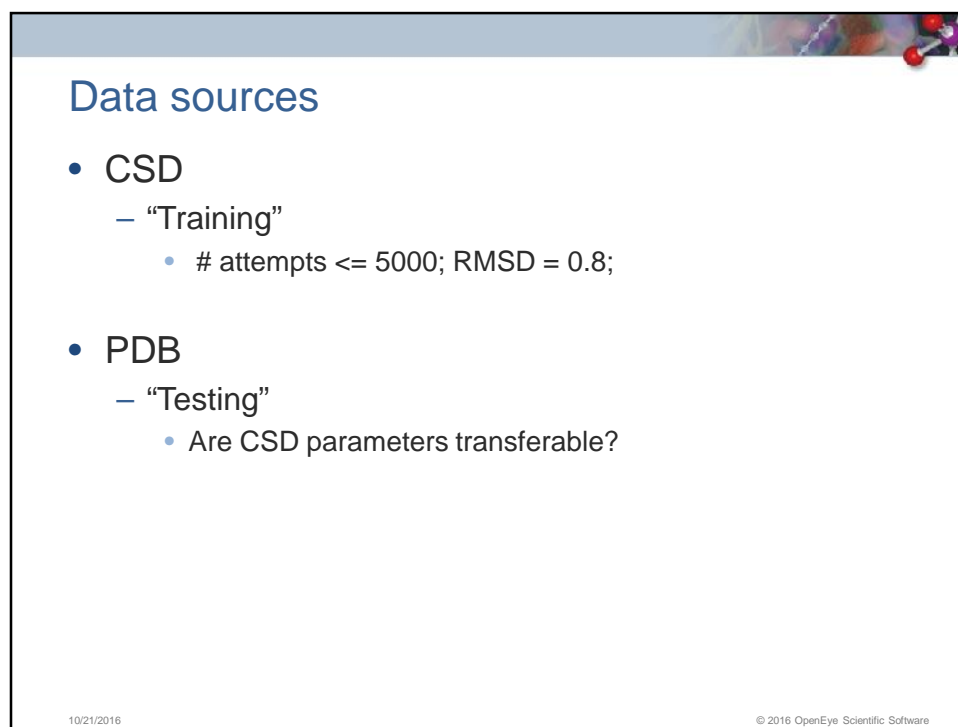 Data sources
• CSD
– “Training”
• # attempts <= 5000; RMSD = 0.8;
• PDB
– “Testing”
• Are CSD parameters transferable?
10/21/2016
© 2016 OpenEye Scientific Software